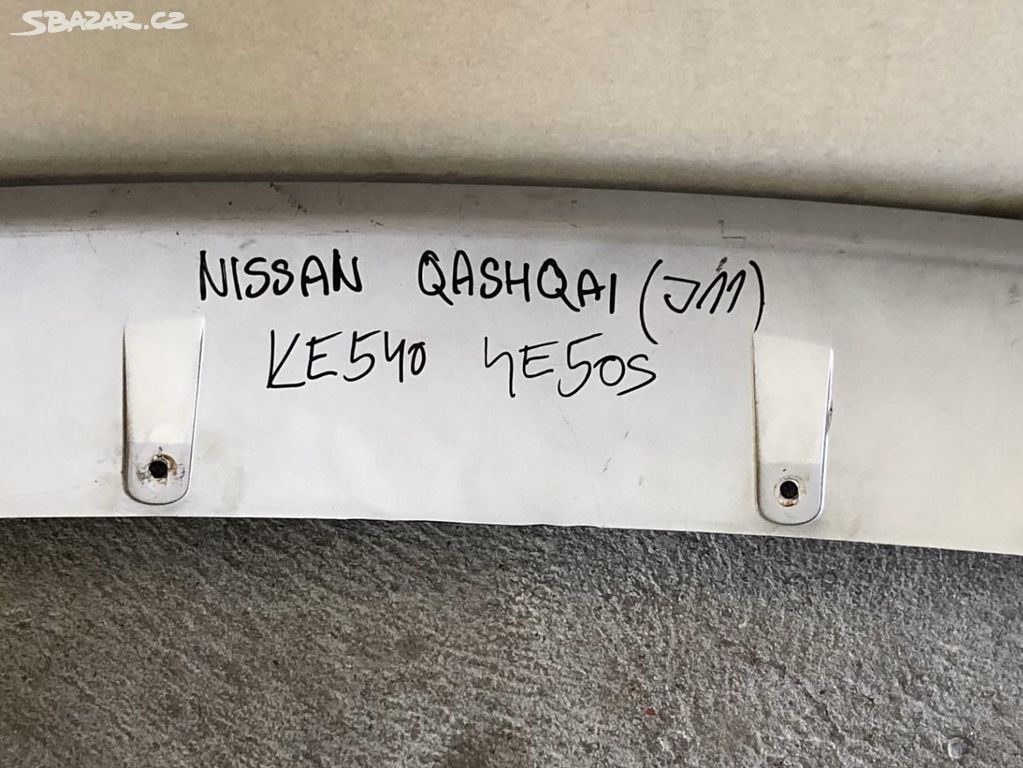 SBAZAR.CZ
NISSAN QASHQAI (J11)
KE540 4E50S